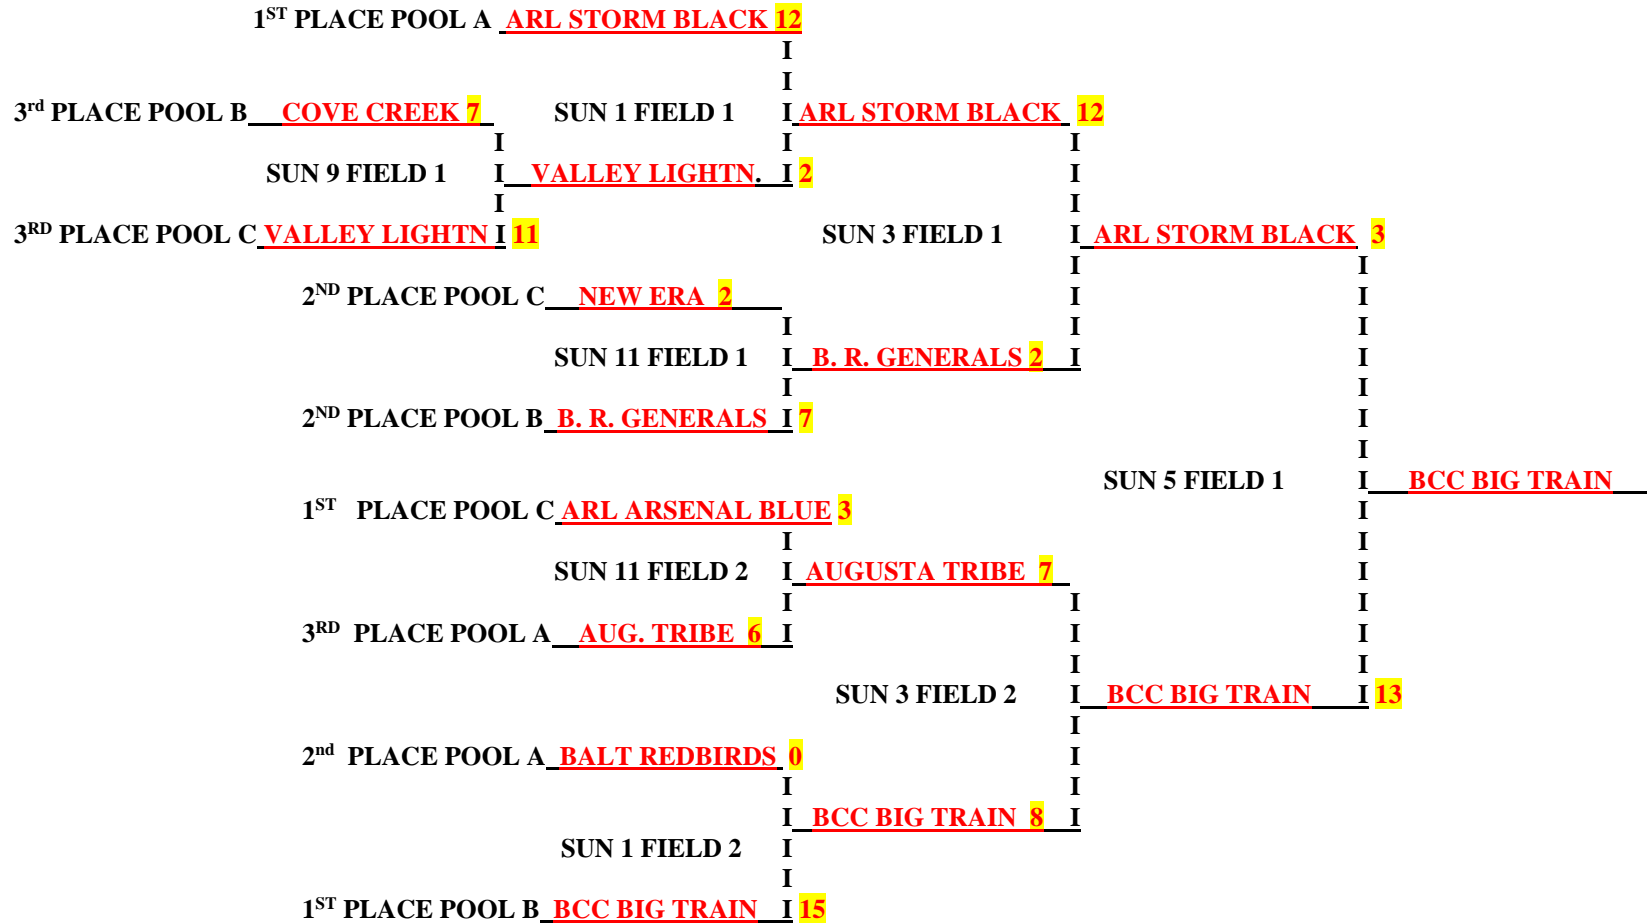 1ST PLACE POOL A ARL STORM BLACK 12
I
I
3rd PLACE POOL B COVE CREEK 7 SUN 1 FIELD 1 I ARL STORM BLACK 12
I I I
SUN 9 FIELD 1 I VALLEY LIGHTN. I 2 I
I I
3RD PLACE POOL C VALLEY LIGHTN I 11 SUN 3 FIELD 1 I ARL STORM BLACK 3
I I
2ND PLACE POOL C NEW ERA 2 I I
I I I
SUN 11 FIELD 1 I B. R. GENERALS 2 I I
I I
2ND PLACE POOL B B. R. GENERALS I 7 I
I
SUN 5 FIELD 1 I BCC BIG TRAIN
1ST PLACE POOL C ARL ARSENAL BLUE 3 I
I I
SUN 11 FIELD 2 I AUGUSTA TRIBE 7 I
I I I
3RD PLACE POOL A AUG. TRIBE 6 I I I
I I
SUN 3 FIELD 2 I BCC BIG TRAIN I 13
I
2nd PLACE POOL A BALT REDBIRDS 0 I
I I
I BCC BIG TRAIN 8 I
SUN 1 FIELD 2 I
I
1ST PLACE POOL B BCC BIG TRAIN I 15